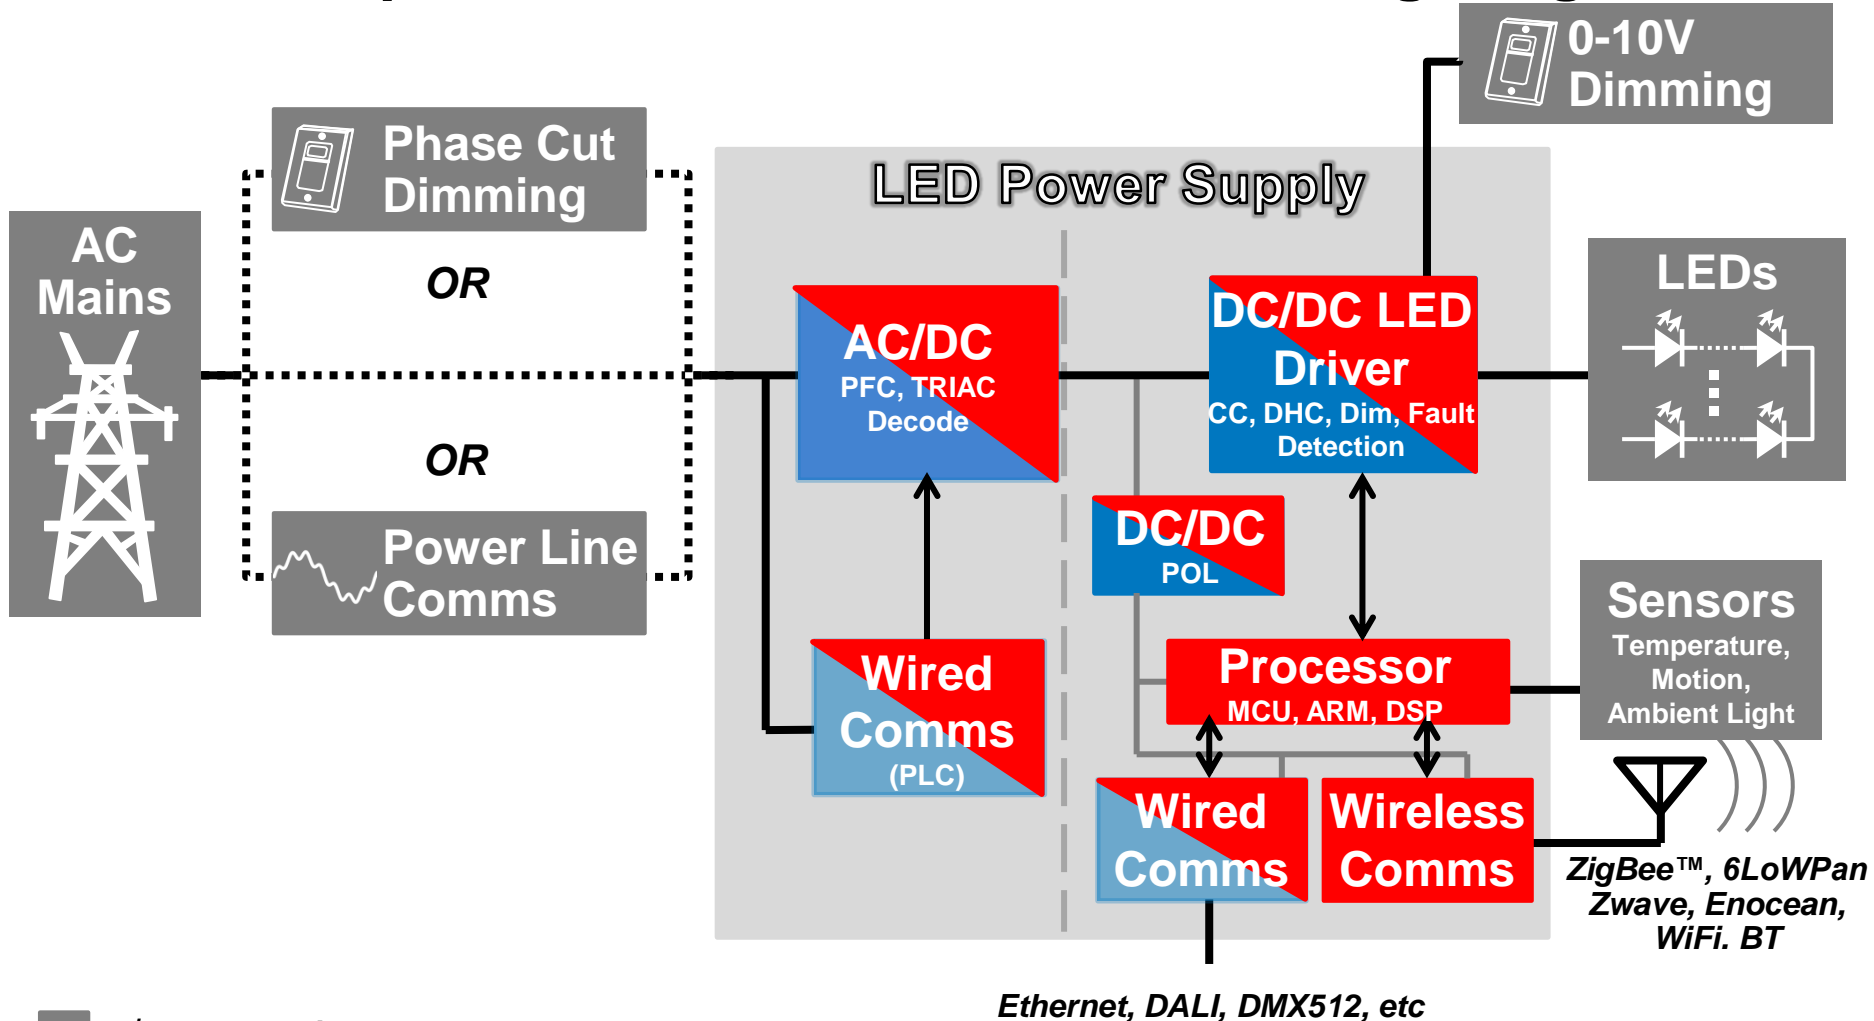 0-10V
Dimming
Phase Cut
Dimming
LED Power Supply
AC
Mains
OR
AC/DC
PFC, TRIAC
Decode
DC/DC LED
Driver
CC, DHC, Dim, Fault
Detection
LEDs
OR
DC/DC
POL
Power Line
Comms
Sensors
Temperature,
Motion,
Ambient Light
Wired
Comms
(PLC)
Processor
MCU, ARM, DSP
Wired
Comms
Wireless
Comms
ZigBee™, 6LoWPan
Zwave, Enocean,
WiFi. BT
Ethernet, DALI, DMX512, etc